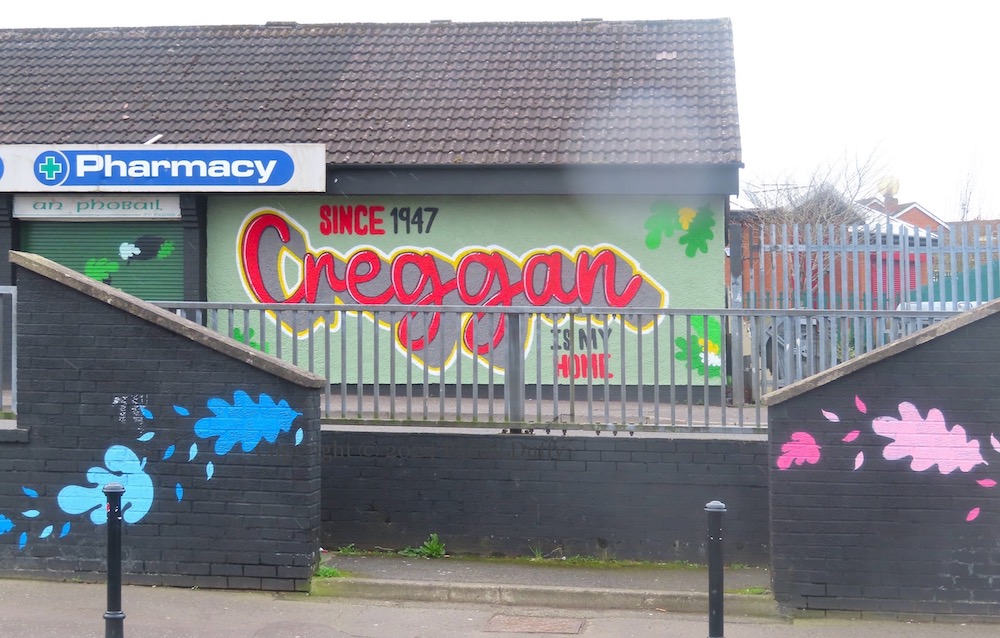 Pharmacy
an phobail
SINCE 1947
Creggan
IS MY
HOME